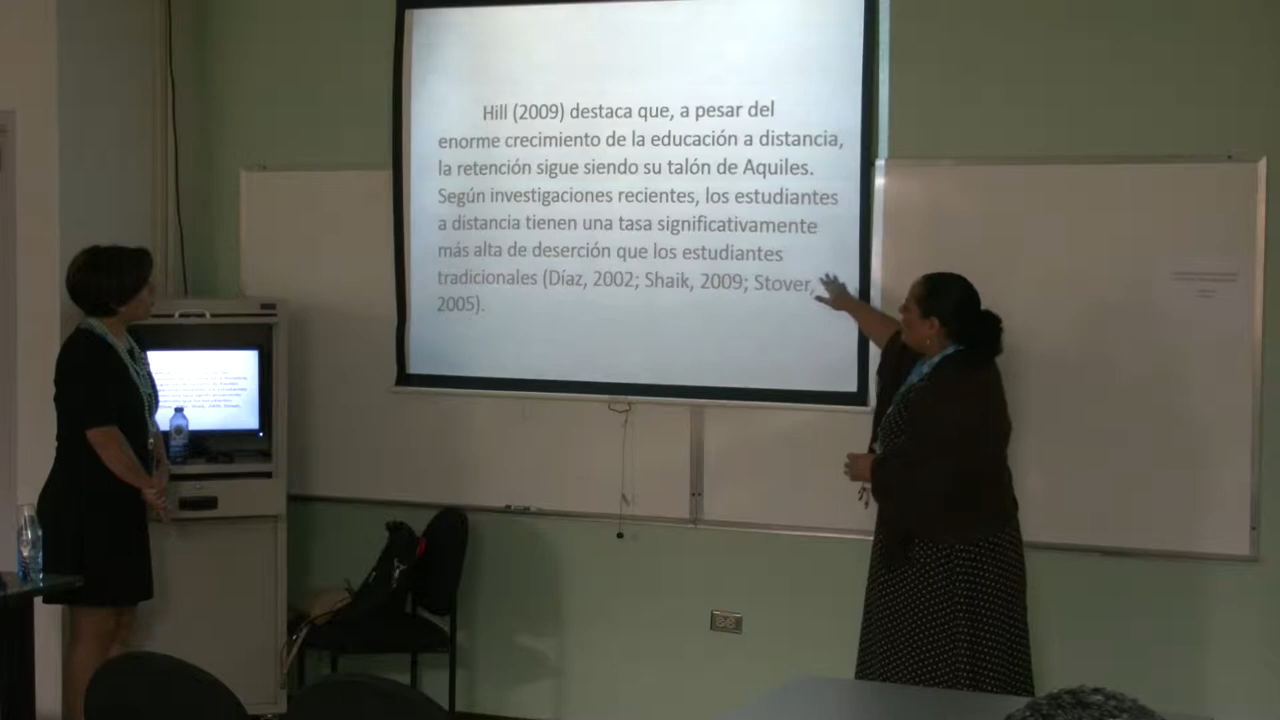 Hill (2009) destaca que, a pesar del
enorme crecimiento de la educación a distancia,
la retención sigue siendo su talón de Aquiles.
Según investigaciones recientes, los estudiantes
a distancia tienen una tasa significativamente
más alta de deserción que los estudiantes
tradicionales (Díaz, 2002; Shaik, 2009; Stover,
2005).